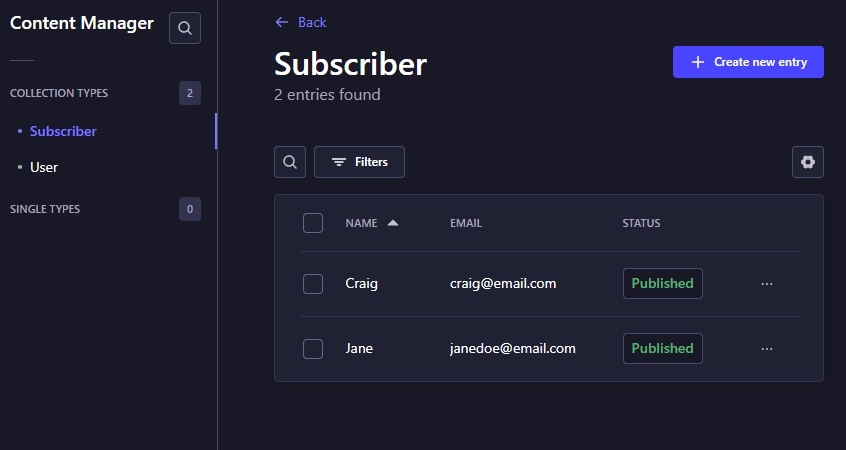 Content Manager
COLLECTION TYPES 2
Subscriber
User
SINGLE TYPES 0
Back
Subscriber
2 entries found
Create new entry
Filters
NAME EMAIL STATUS
Craig craig@email.com Published ...
Jane janedoe@email.com Published ...